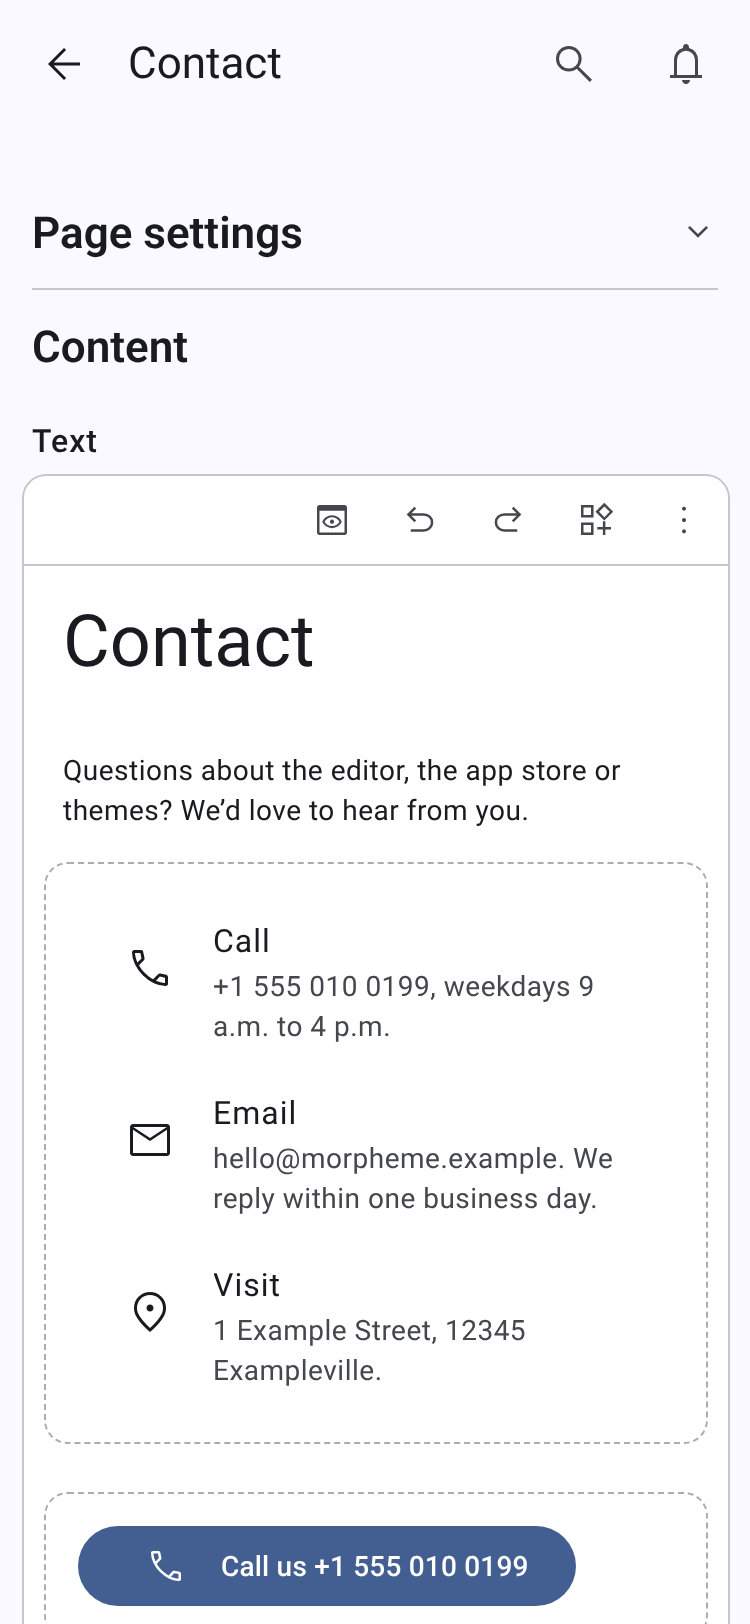 Contact
Page settings
Content
Text
Contact
Questions about the editor, the app store or
themes? We’d love to hear from you.
Call
+1 555 010 0199, weekdays 9
a.m. to 4 p.m.
Email
hello@morpheme.example. We
reply within one business day.
Visit
1 Example Street, 12345
Exampleville.
Call us +1 555 010 0199